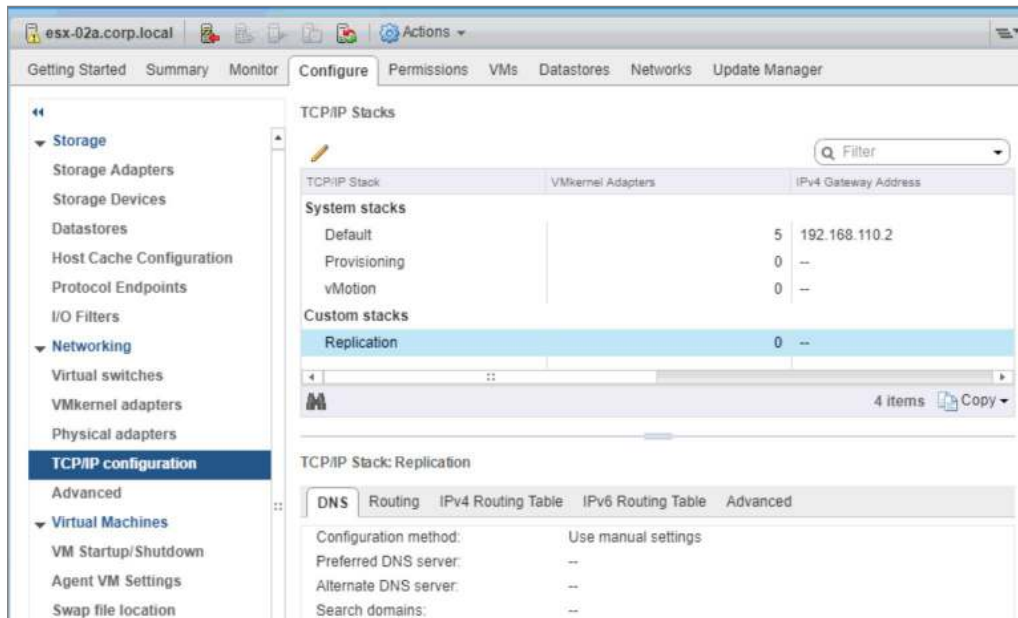 esx-02a.corp.local Actions
Getting Started Summary Monitor Configure Permissions VMs Datastores Networks Update Manager
Storage
Storage Adapters
Storage Devices
Datastores
Host Cache Configuration
Protocol Endpoints
I/O Filters
Networking
Virtual switches
VMkernel adapters
Physical adapters
TCP/IP configuration
Advanced
Virtual Machines
VM Startup/Shutdown
Agent VM Settings
Swap file location
TCP/IP Stacks
Filter
TCP/IP Stack VMkernel Adapters IPv4 Gateway Address
System stacks
Default 5 192.168.110.2
Provisioning 0 --
vMotion 0 --
Custom stacks
Replication 0 --
4 items Copy
TCP/IP Stack: Replication
DNS Routing IPv4 Routing Table IPv6 Routing Table Advanced
Configuration method: Use manual settings
Preferred DNS server: --
Alternate DNS server: --
Search domains: --